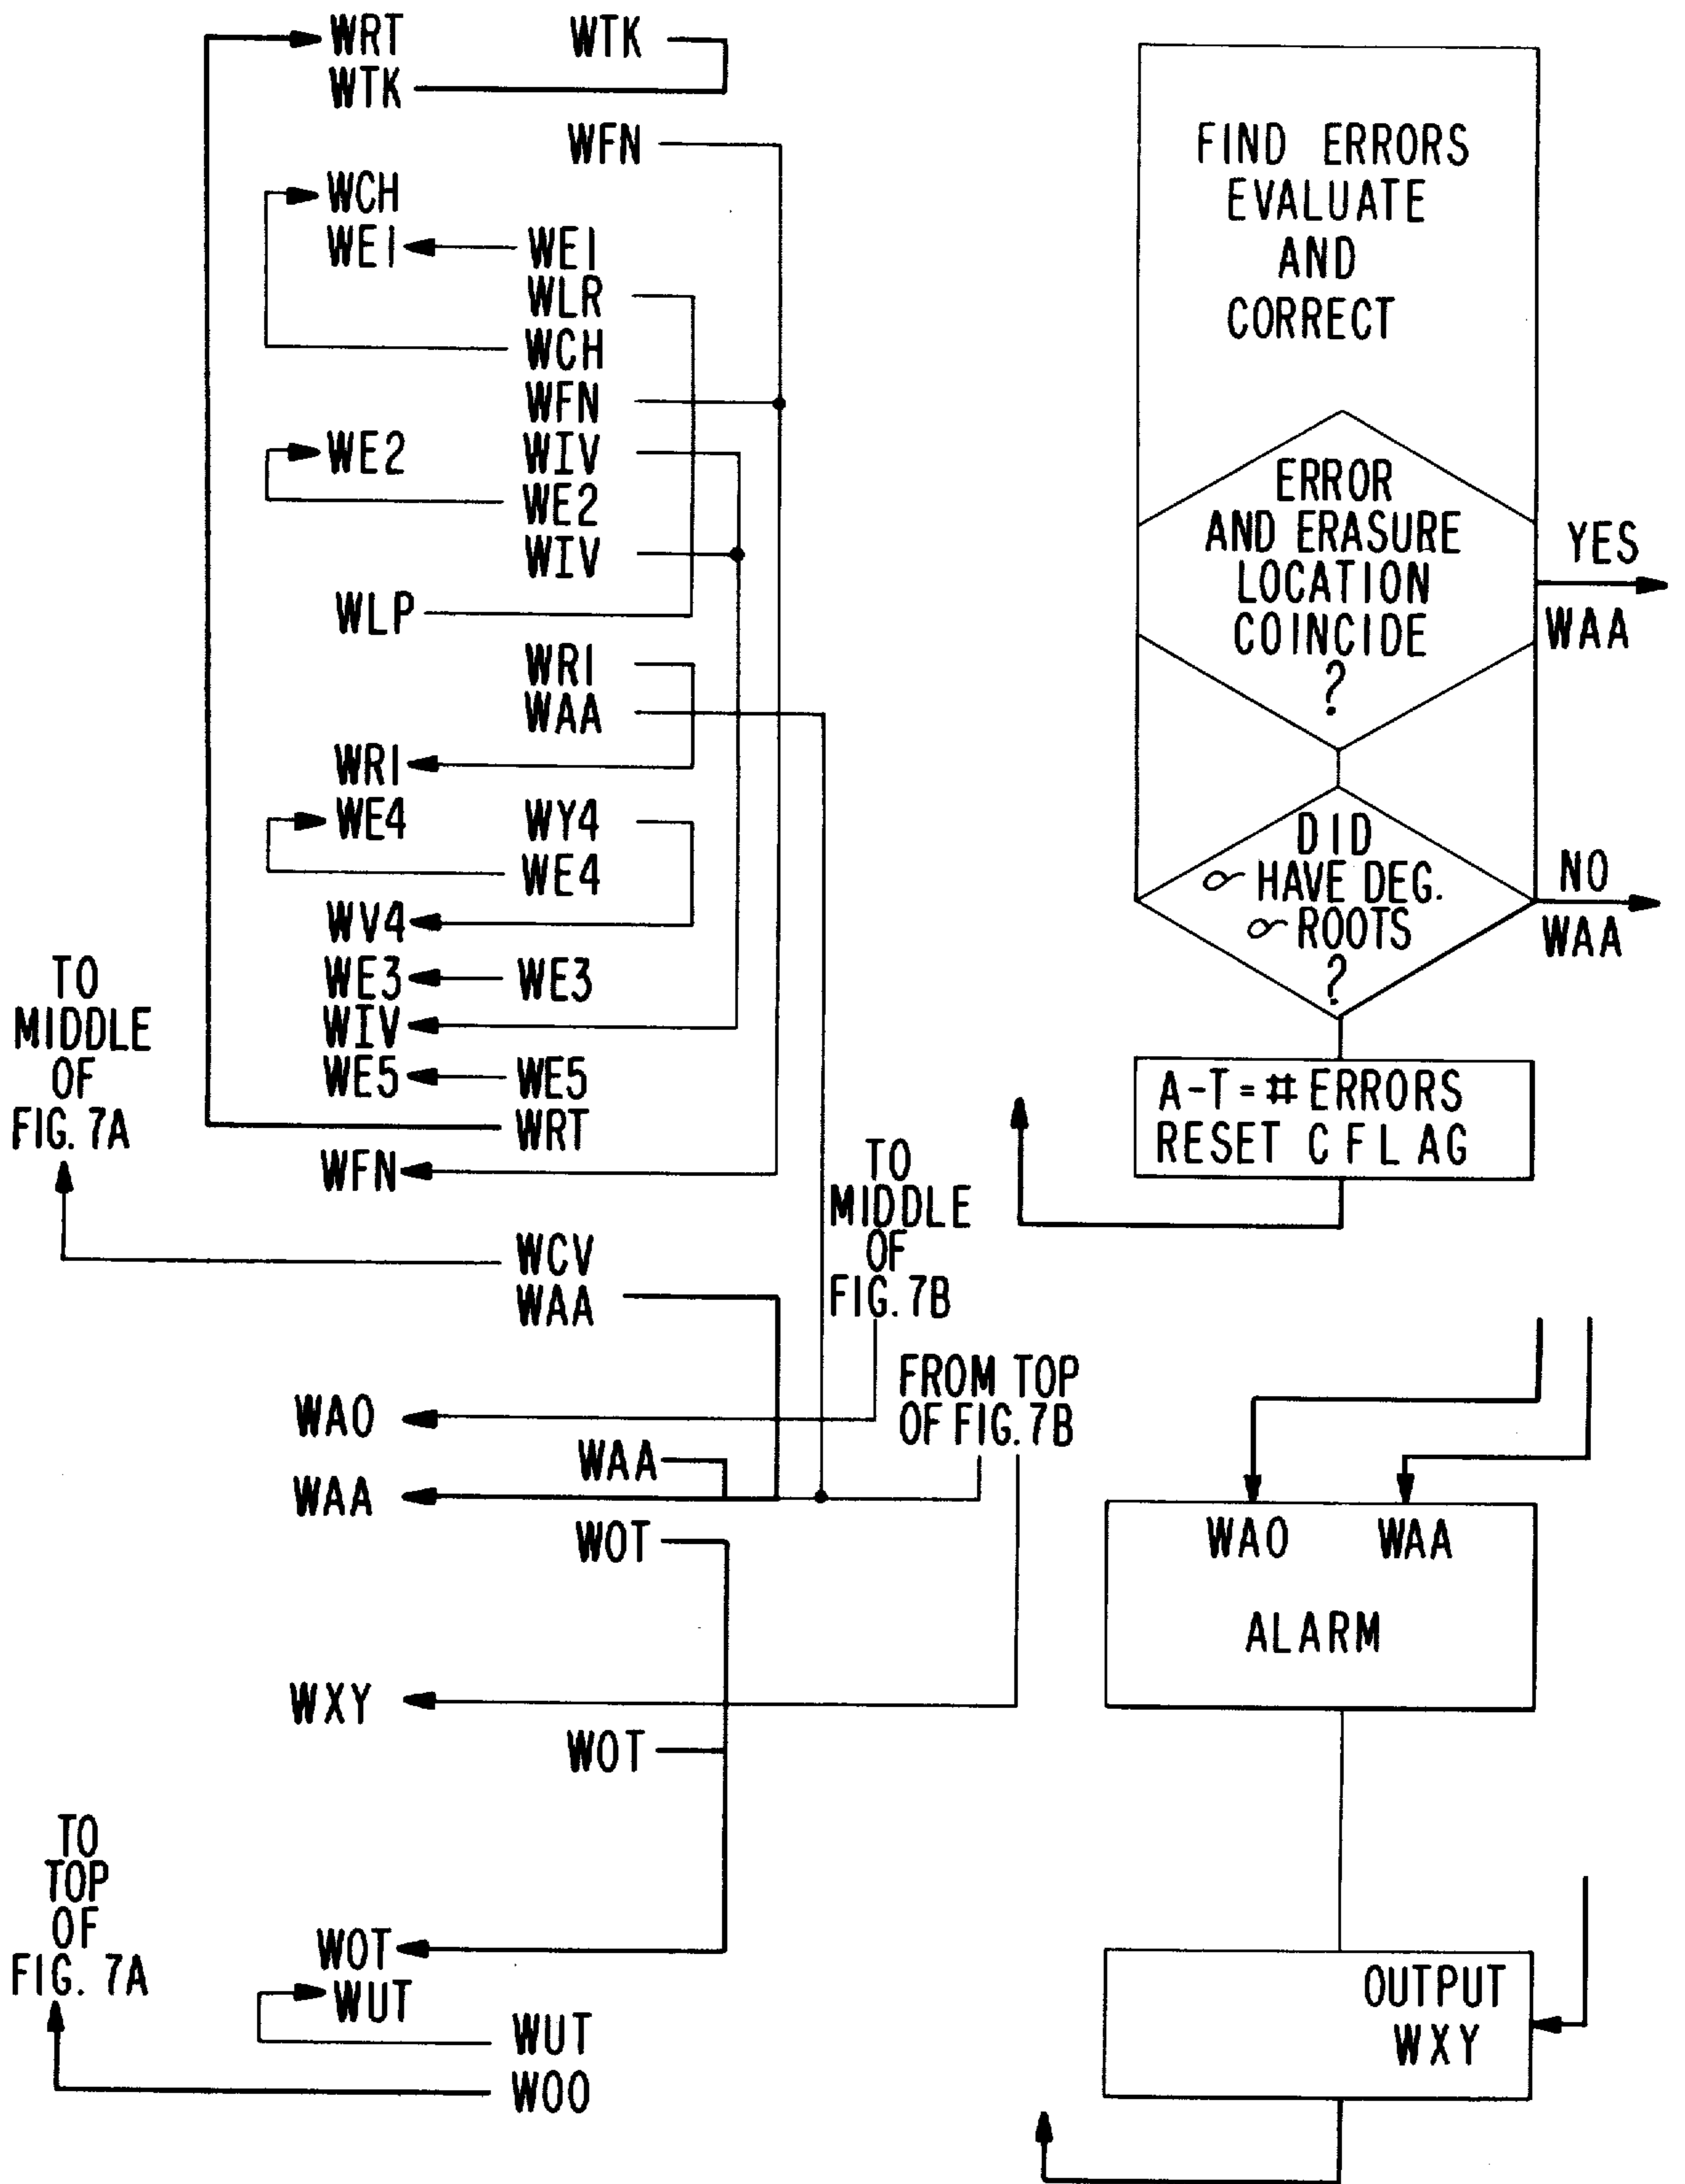 WRT WTK
WTK
WFN
WCH
WE1 WE1
WLR
WCH
WFN
WE2 WIV
WE2
WIV
WLP
WR1
WAA
WR1
WE4 WY4
WE4
WV4
WE3 WE3
WIV
WE5 WE5
WRT
WFN
TO
MIDDLE
OF
FIG. 7A
WCV
WAA
TO
MIDDLE
OF
FIG. 7B
FROM TOP
OF FIG. 7B
WAO
WAA
WAA
WOT
WXY
WOT
TO
TOP
OF
FIG. 7A
WOT
WUT
WUT
WOO
FIND ERRORS
EVALUATE
AND
CORRECT
ERROR
AND ERASURE
LOCATION
COINCIDE
?
YES
WAA
DID
σ HAVE DEG.
σ ROOTS
?
NO
WAA
A-T = # ERRORS
RESET C FLAG
WAO WAA
ALARM
OUTPUT
WXY